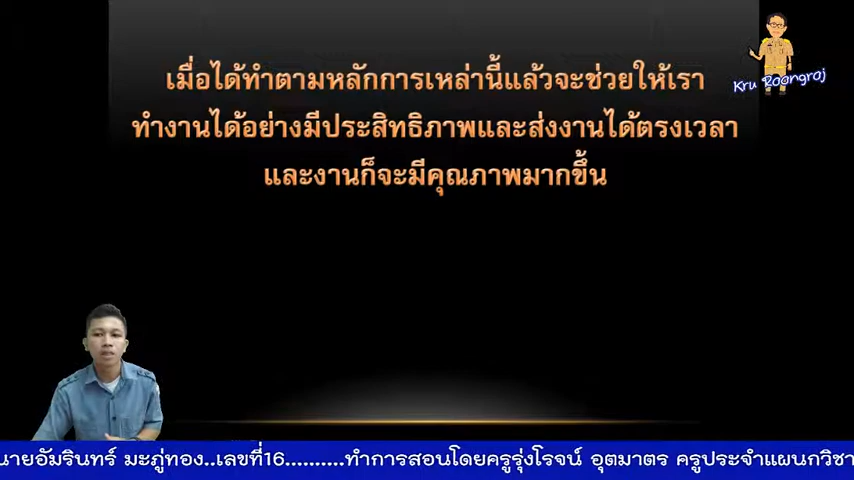 Kru Roongroj
เมื่อได้ทำตามหลักการเหล่านี้แล้วจะช่วยให้เรา
ทำงานได้อย่างมีประสิทธิภาพและส่งงานได้ตรงเวลา
และงานก็จะมีคุณภาพมากขึ้น
นายอัมรินทร์ มะภู่ทอง..เลขที่16..........ทำการสอนโดยครูรุ่งโรจน์ อุตมาตร ครูประจำแผนกวิชา